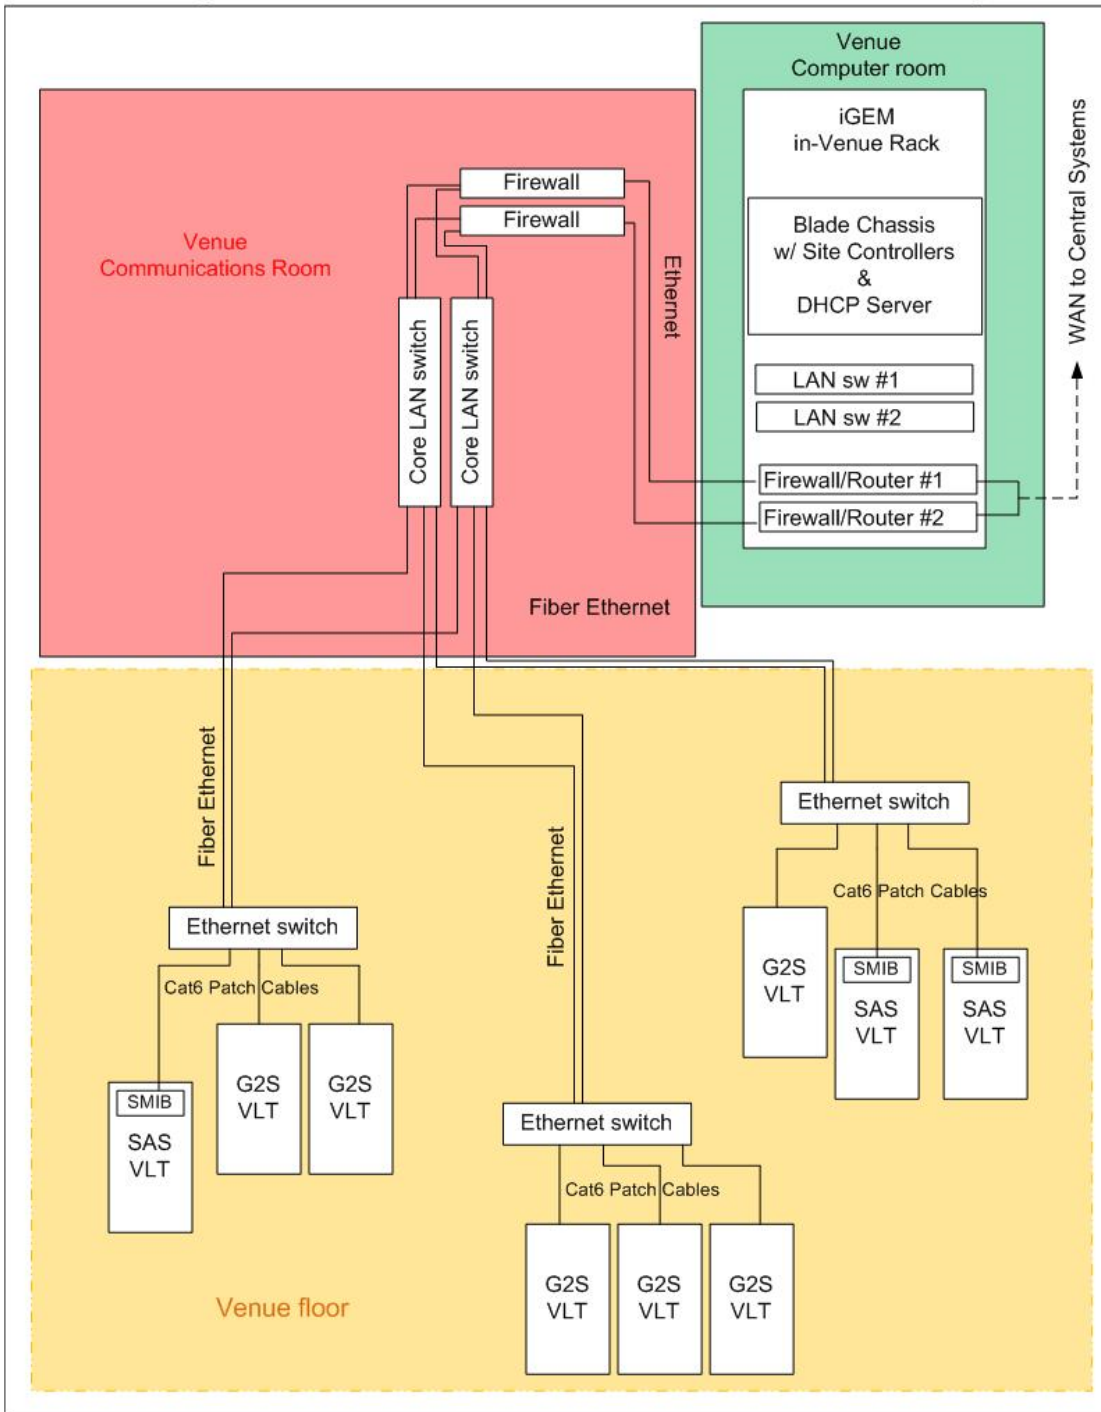 Venue
Computer room
iGEM
in-Venue Rack
Blade Chassis
w/ Site Controllers
&
DHCP Server
LAN sw #1
LAN sw #2
Firewall/Router #1
Firewall/Router #2
WAN to Central Systems
Firewall
Firewall
Venue
Communications Room
Ethernet
Core LAN switch
Core LAN switch
Fiber Ethernet
Fiber Ethernet
Fiber Ethernet
Ethernet switch
Cat6 Patch Cables
G2S
VLT
SMIB
SAS
VLT
SMIB
SAS
VLT
Ethernet switch
Cat6 Patch Cables
SMIB
SAS
VLT
G2S
VLT
G2S
VLT
Ethernet switch
Cat6 Patch Cables
G2S
VLT
G2S
VLT
G2S
VLT
Venue floor